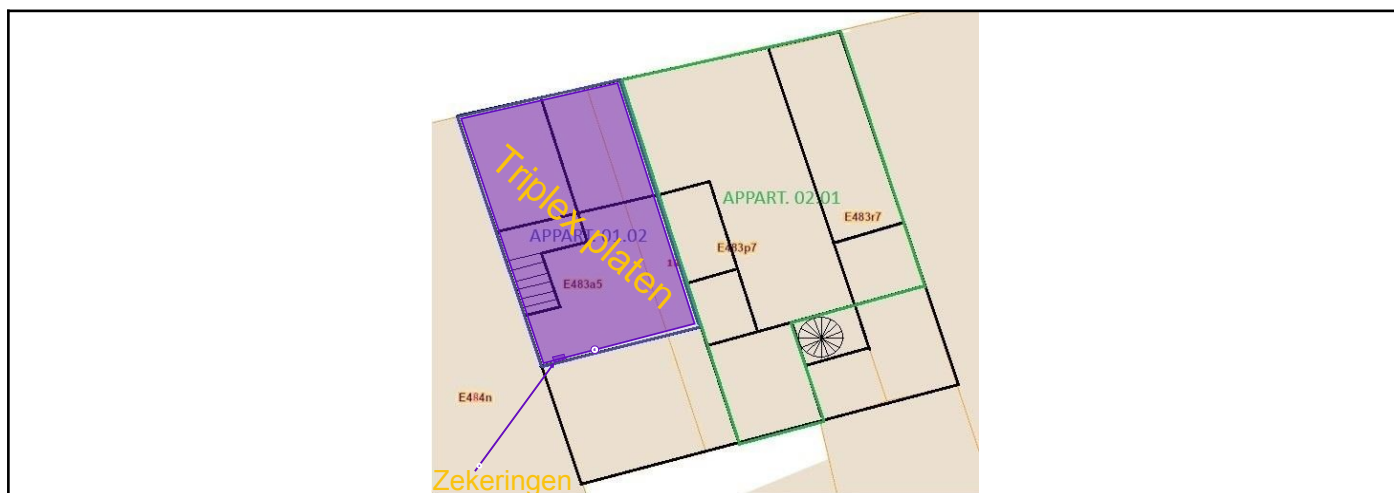 Triplex platen
APPART. 02.01
E483r7
APPART. 01.02
E483p7
E483a5
E484n
Zekeringen